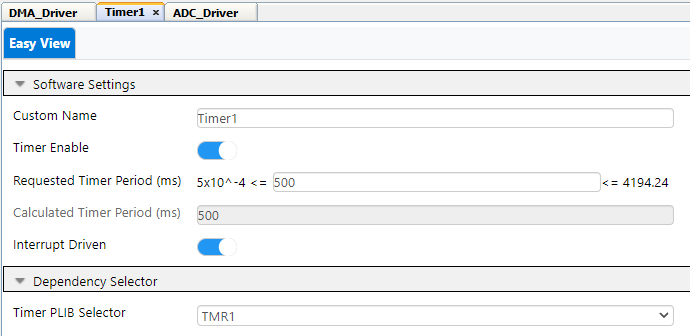 DMA_Driver Timer1 × ADC_Driver
Easy View
Software Settings
Custom Name Timer1
Timer Enable
Requested Timer Period (ms) 5x10^-4 <= 500 <= 4194.24
Calculated Timer Period (ms) 500
Interrupt Driven
Dependency Selector
Timer PLIB Selector TMR1